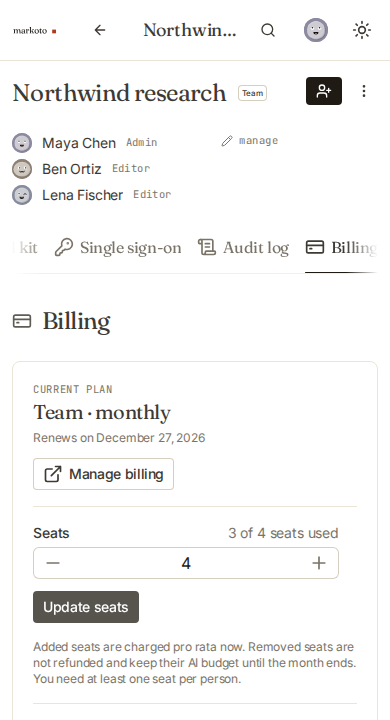 markoto
Northwin...
Northwind research Team
Maya Chen Admin manage
Ben Ortiz Editor
Lena Fischer Editor
kit Single sign-on Audit log Billing
Billing
CURRENT PLAN
Team · monthly
Renews on December 27, 2026
Manage billing
Seats 3 of 4 seats used
4
Update seats
Added seats are charged pro rata now. Removed seats are
not refunded and keep their AI budget until the month ends.
You need at least one seat per person.